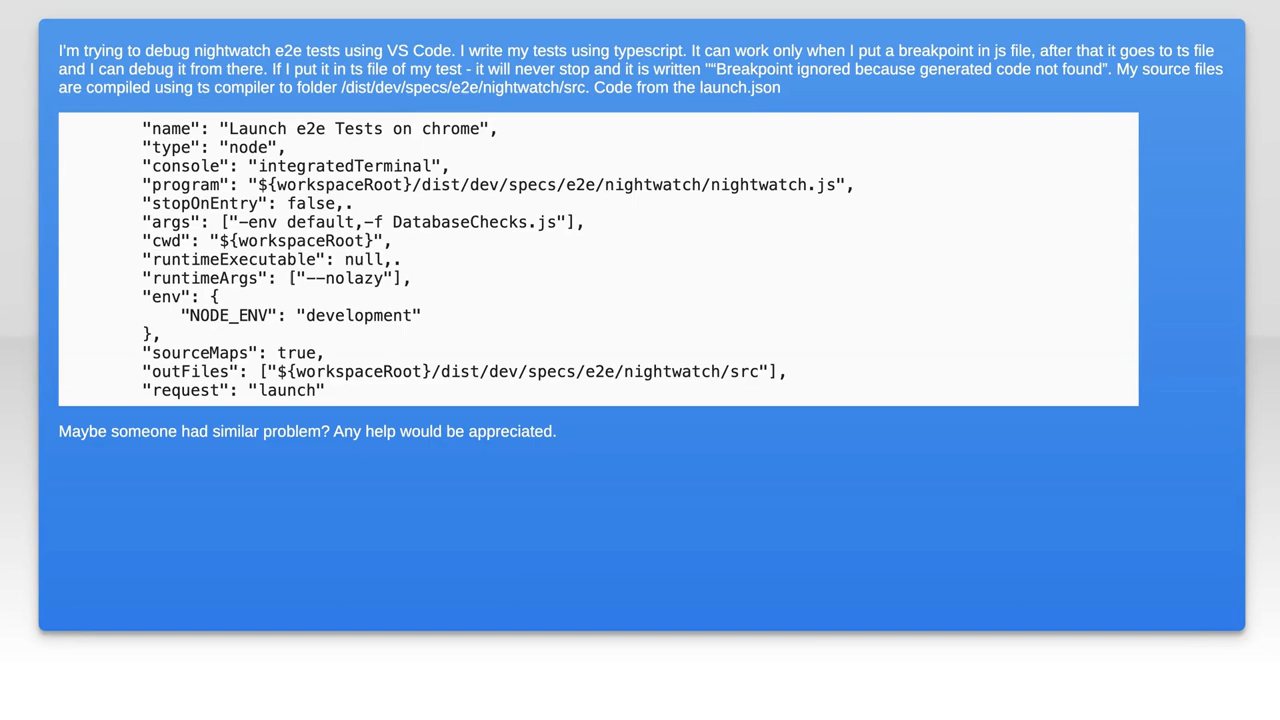 I'm trying to debug nightwatch e2e tests using VS Code. I write my tests using typescript. It can work only when I put a breakpoint in js file, after that it goes to ts file
and I can debug it from there. If I put it in ts file of my test - it will never stop and it is written "“Breakpoint ignored because generated code not found”. My source files
are compiled using ts compiler to folder /dist/dev/specs/e2e/nightwatch/src. Code from the launch.json
"name": "Launch e2e Tests on chrome",
"type": "node",
"console": "integratedTerminal",
"program": "${workspaceRoot}/dist/dev/specs/e2e/nightwatch/nightwatch.js",
"stopOnEntry": false,.
"args": ["-env default,-f DatabaseChecks.js"],
"cwd": "${workspaceRoot}",
"runtimeExecutable": null,.
"runtimeArgs": ["--nolazy"],
"env": {
"NODE_ENV": "development"
},
"sourceMaps": true,
"outFiles": ["${workspaceRoot}/dist/dev/specs/e2e/nightwatch/src"],
"request": "launch"
Maybe someone had similar problem? Any help would be appreciated.